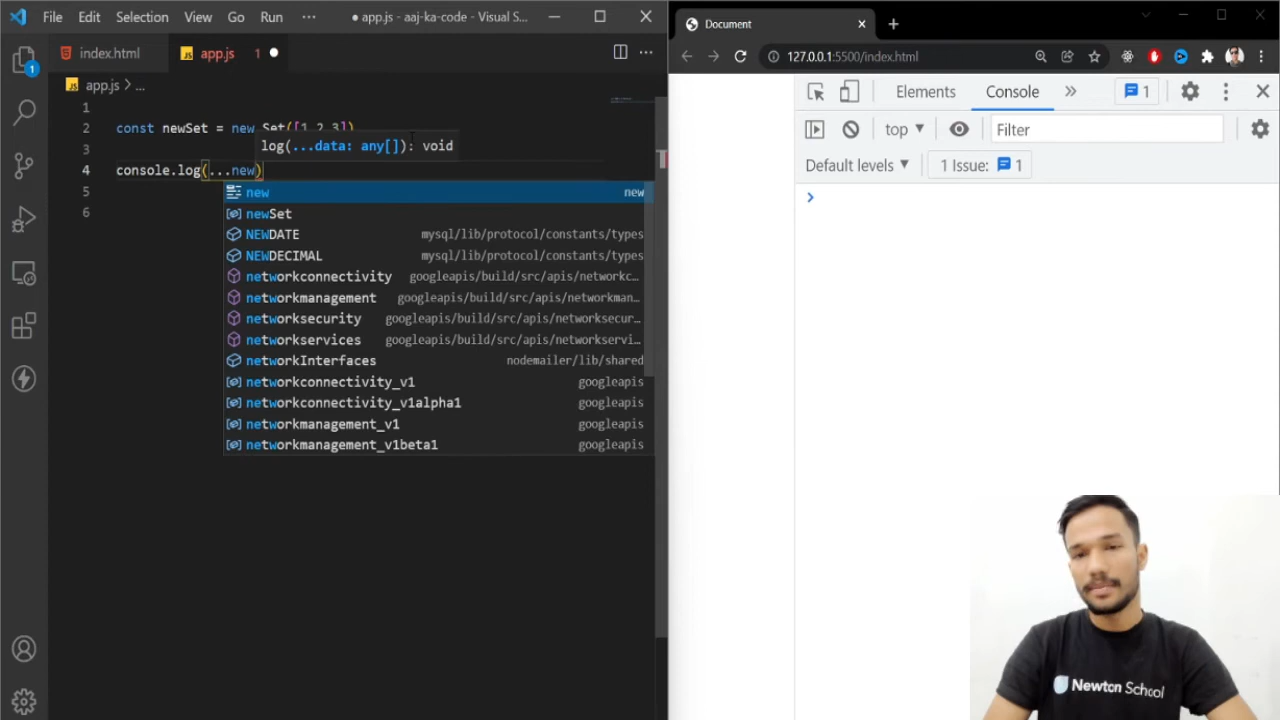 File Edit Selection View Go Run ··· ● app.js - aaj-ka-code - Visual S...
Document
127.0.0.1:5500/index.html
1
index.html
JS app.js 1
JS app.js > ...
1
2 const newSet = new Set([1,2,3])
log(...data: any[]): void
3
4 console.log(...new)
5
6
new new
newSet
NEWDATE mysql/lib/protocol/constants/types
NEWDECIMAL mysql/lib/protocol/constants/types
networkconnectivity googleapis/build/src/apis/networkc...
networkmanagement googleapis/build/src/apis/networkman...
networksecurity googleapis/build/src/apis/networksecur...
networkservices googleapis/build/src/apis/networkservi...
networkInterfaces nodemailer/lib/shared
networkconnectivity_v1 googleapis
networkconnectivity_v1alpha1 googleapis
networkmanagement_v1 googleapis
networkmanagement_v1beta1 googleapis
Elements Console » 1
top ▼ Filter
Default levels ▼ 1 Issue: 1
Newton School